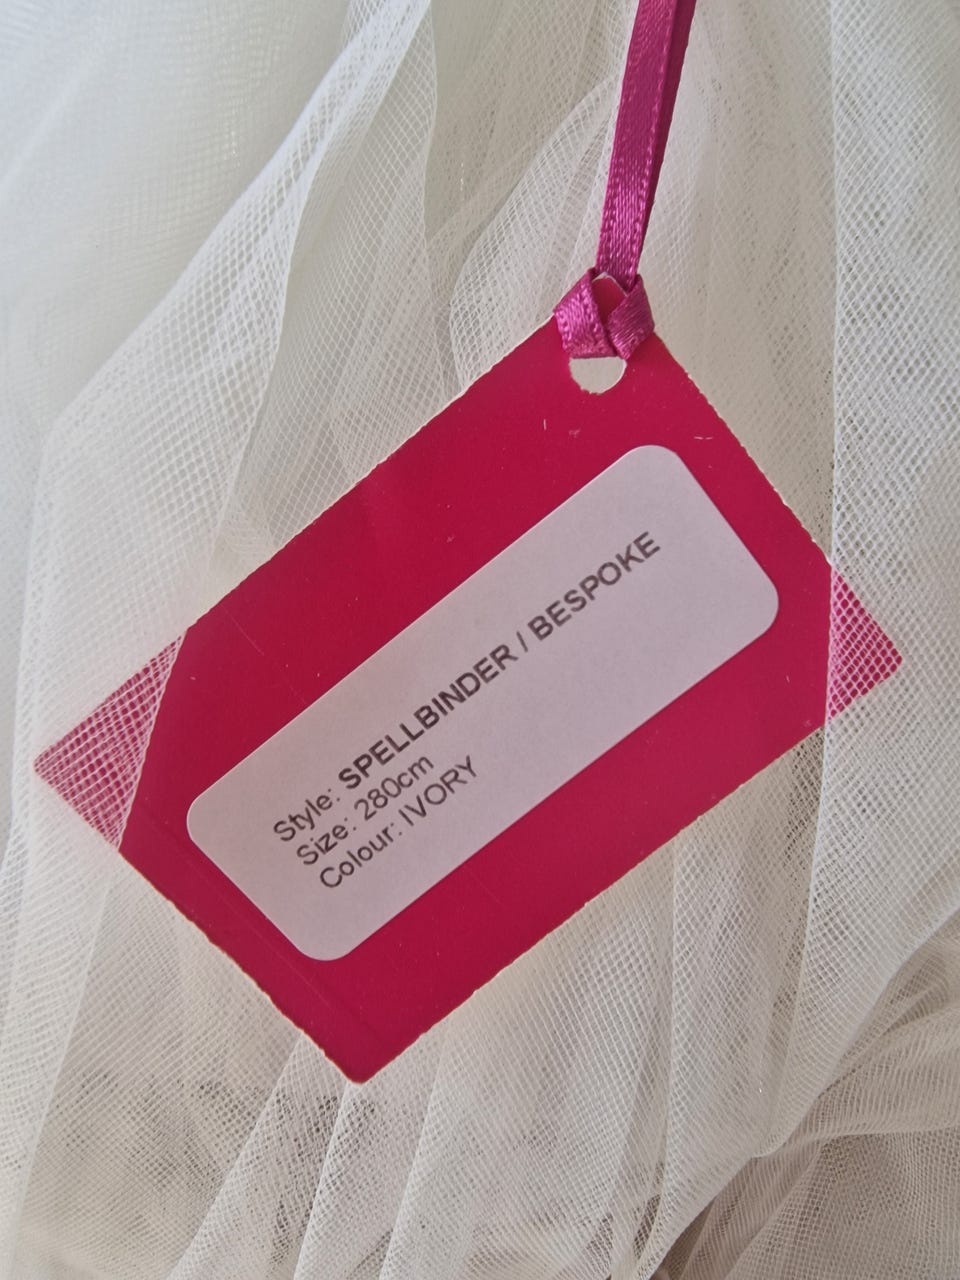 Style: SPELLBINDER / BESPOKE
Size: 280cm
Colour: IVORY